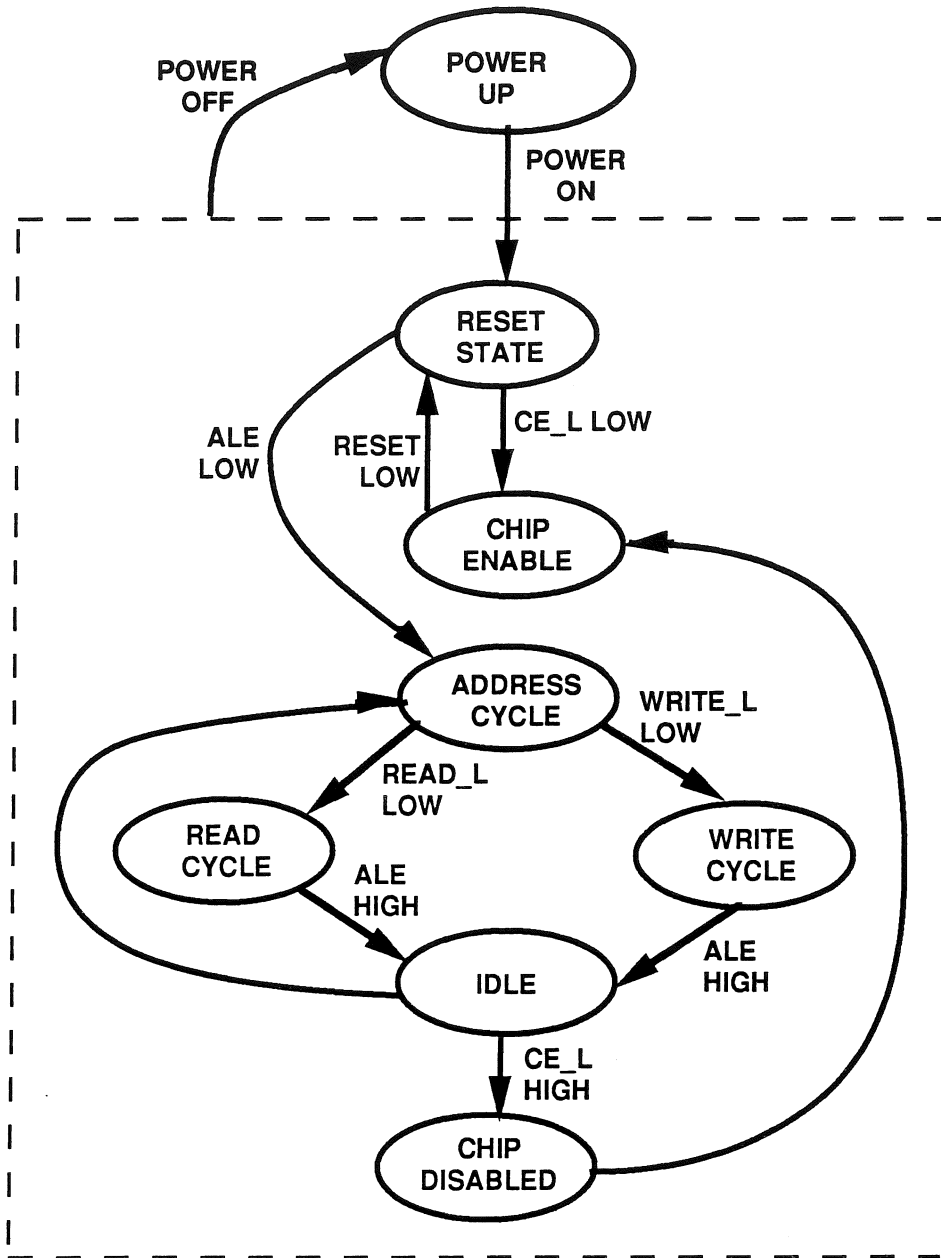 POWER
UP
POWER
OFF
POWER
ON
RESET
STATE
CE_L LOW
ALE
LOW
RESET
LOW
CHIP
ENABLE
ADDRESS
CYCLE
WRITE_L
LOW
READ_L
LOW
READ
CYCLE
WRITE
CYCLE
ALE
HIGH
ALE
HIGH
IDLE
CE_L
HIGH
CHIP
DISABLED